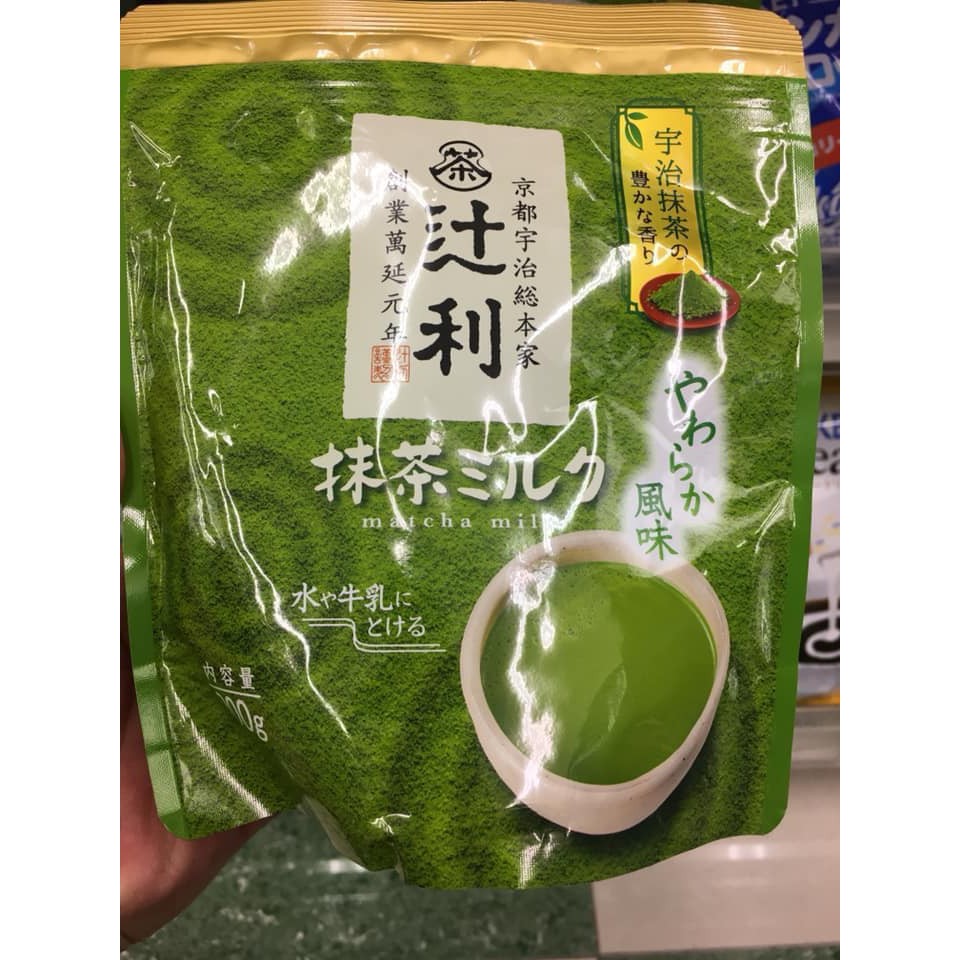 宇治抹茶の
豊かな香り
茶
京都宇治総本家
辻利
創業萬延元年
抹茶ミルク
matcha mil
やわらか
風味
水や牛乳に
とける
内容量
00g